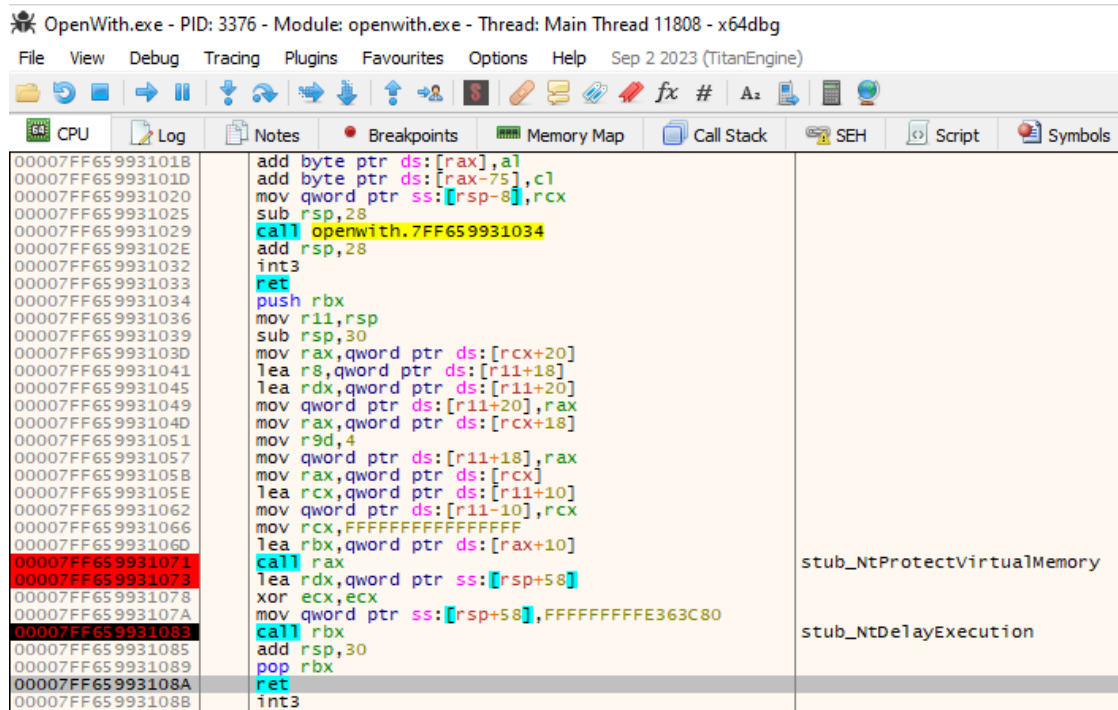 OpenWith.exe - PID: 3376 - Module: openwith.exe - Thread: Main Thread 11808 - x64dbg
File View Debug Tracing Plugins Favourites Options Help Sep 2 2023 (TitanEngine)
CPU Log Notes Breakpoints Memory Map Call Stack SEH Script Symbols
00007FF65993101B add byte ptr ds:[rax],al
00007FF65993101D add byte ptr ds:[rax-75],cl
00007FF659931020 mov qword ptr ss:[rsp-8],rcx
00007FF659931025 sub rsp,28
00007FF659931029 call openwith.7FF659931034
00007FF65993102E add rsp,28
00007FF659931032 int3
00007FF659931033 ret
00007FF659931034 push rbx
00007FF659931036 mov r11,rsp
00007FF659931039 sub rsp,30
00007FF65993103D mov rax,qword ptr ds:[rcx+20]
00007FF659931041 lea r8,qword ptr ds:[r11+18]
00007FF659931045 lea rdx,qword ptr ds:[r11+20]
00007FF659931049 mov qword ptr ds:[r11+20],rax
00007FF65993104D mov rax,qword ptr ds:[rcx+18]
00007FF659931051 mov r9d,4
00007FF659931057 mov qword ptr ds:[r11+18],rax
00007FF65993105B mov rax,qword ptr ds:[rcx]
00007FF65993105E lea rcx,qword ptr ds:[r11+10]
00007FF659931062 mov qword ptr ds:[r11-10],rcx
00007FF659931066 mov rcx,FFFFFFFFFFFFFFFF
00007FF65993106D lea rbx,qword ptr ds:[rax+10]
00007FF659931071 call rax stub_NtProtectVirtualMemory
00007FF659931073 lea rdx,qword ptr ss:[rsp+58]
00007FF659931078 xor ecx,ecx
00007FF65993107A mov qword ptr ss:[rsp+58],FFFFFFFFFE363C80
00007FF659931083 call rbx stub_NtDelayExecution
00007FF659931085 add rsp,30
00007FF659931089 pop rbx
00007FF65993108A ret
00007FF65993108B int3